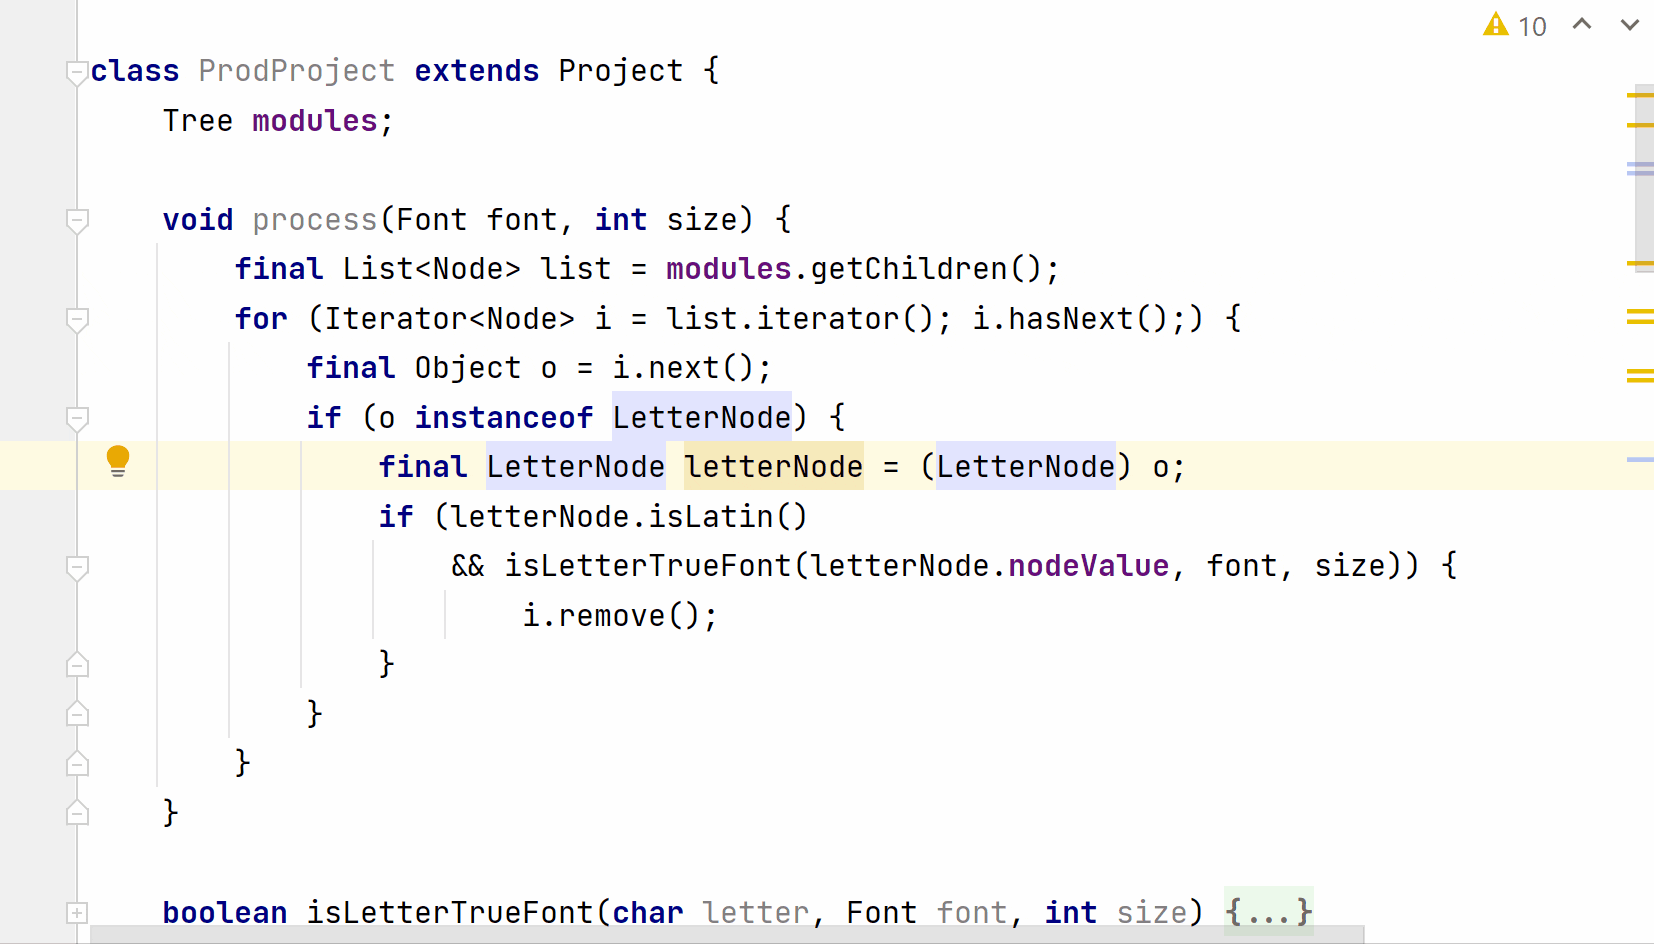 10
class ProdProject extends Project {
Tree modules;
void process(Font font, int size) {
final List<Node> list = modules.getChildren();
for (Iterator<Node> i = list.iterator(); i.hasNext();) {
final Object o = i.next();
if (o instanceof LetterNode) {
final LetterNode letterNode = (LetterNode) o;
if (letterNode.isLatin()
&& isLetterTrueFont(letterNode.nodeValue, font, size)) {
i.remove();
}
}
}
}
boolean isLetterTrueFont(char letter, Font font, int size) {...}